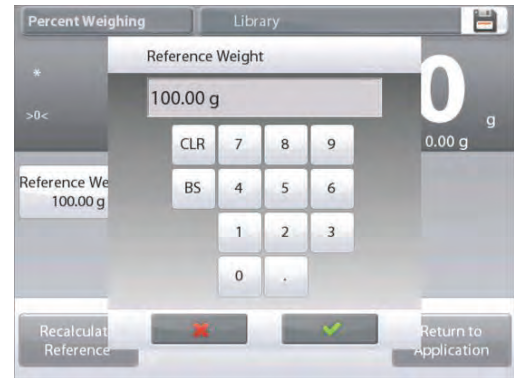 Percent Weighing
Library
Reference Weight
*
100.00 g
0
>0<
g
0.00 g
CLR 7 8 9
Reference We
100.00 g
BS 4 5 6
1 2 3
0 .
Recalculat
Reference
Return to
Application